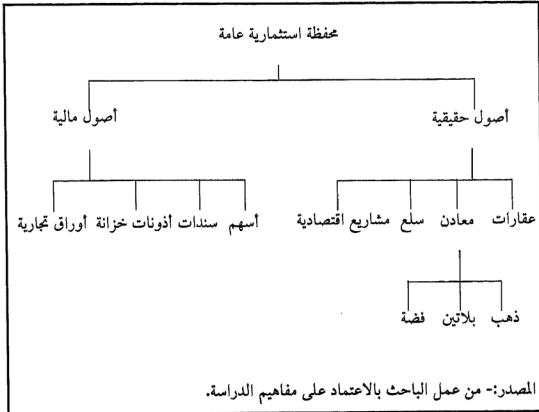 محفظة استثمارية عامة
أصول حقيقية أصول مالية
عقارات معادن سلع مشاريع اقتصادية أسهم سندات أذونات خزانة أوراق تجارية
ذهب بلاتين فضة
المصدر:- من عمل الباحث بالاعتماد على مفاهيم الدراسة.